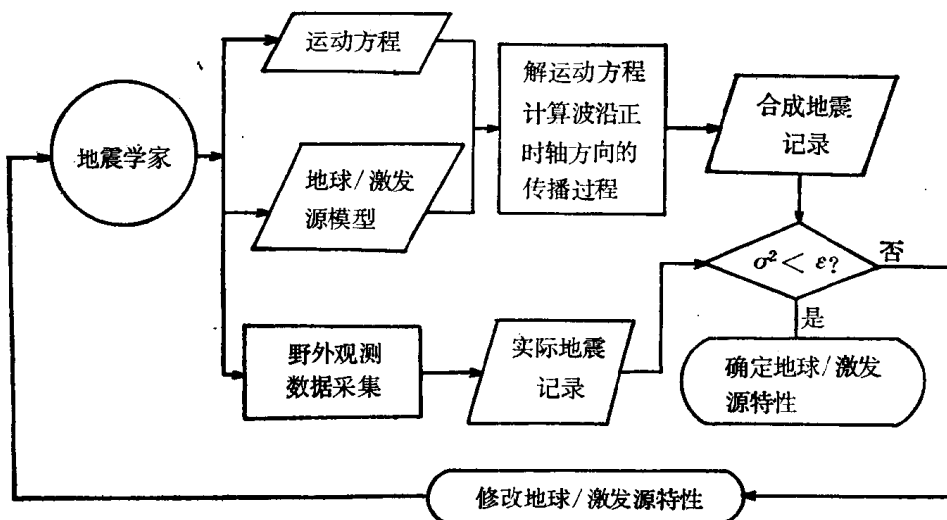 运动方程
地震学家
地球/激发
源模型
解运动方程
计算波沿正
时轴方向的
传播过程
合成地震
记录
σ² < ε?
否
是
野外观测
数据采集
实际地震
记录
确定地球/激发
源特性
修改地球/激发源特性